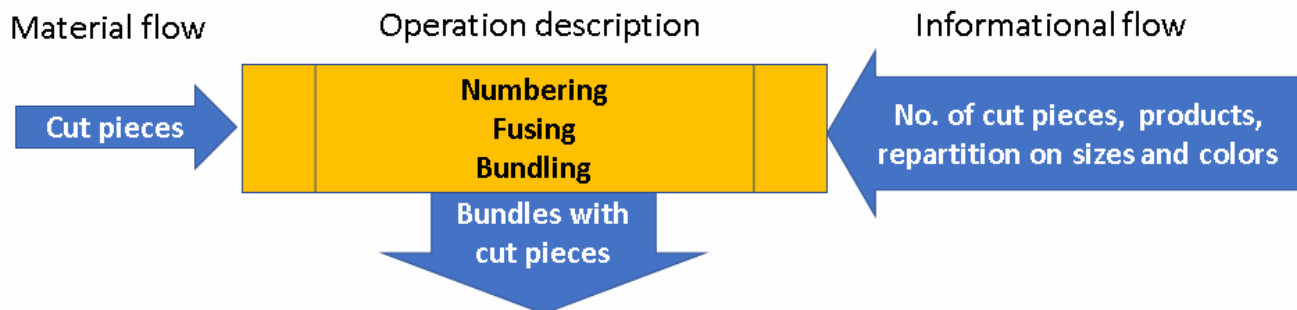 Material flow
Operation description
Informational flow
Cut pieces
Numbering
Fusing
Bundling
No. of cut pieces, products,
repartition on sizes and colors
Bundles with
cut pieces